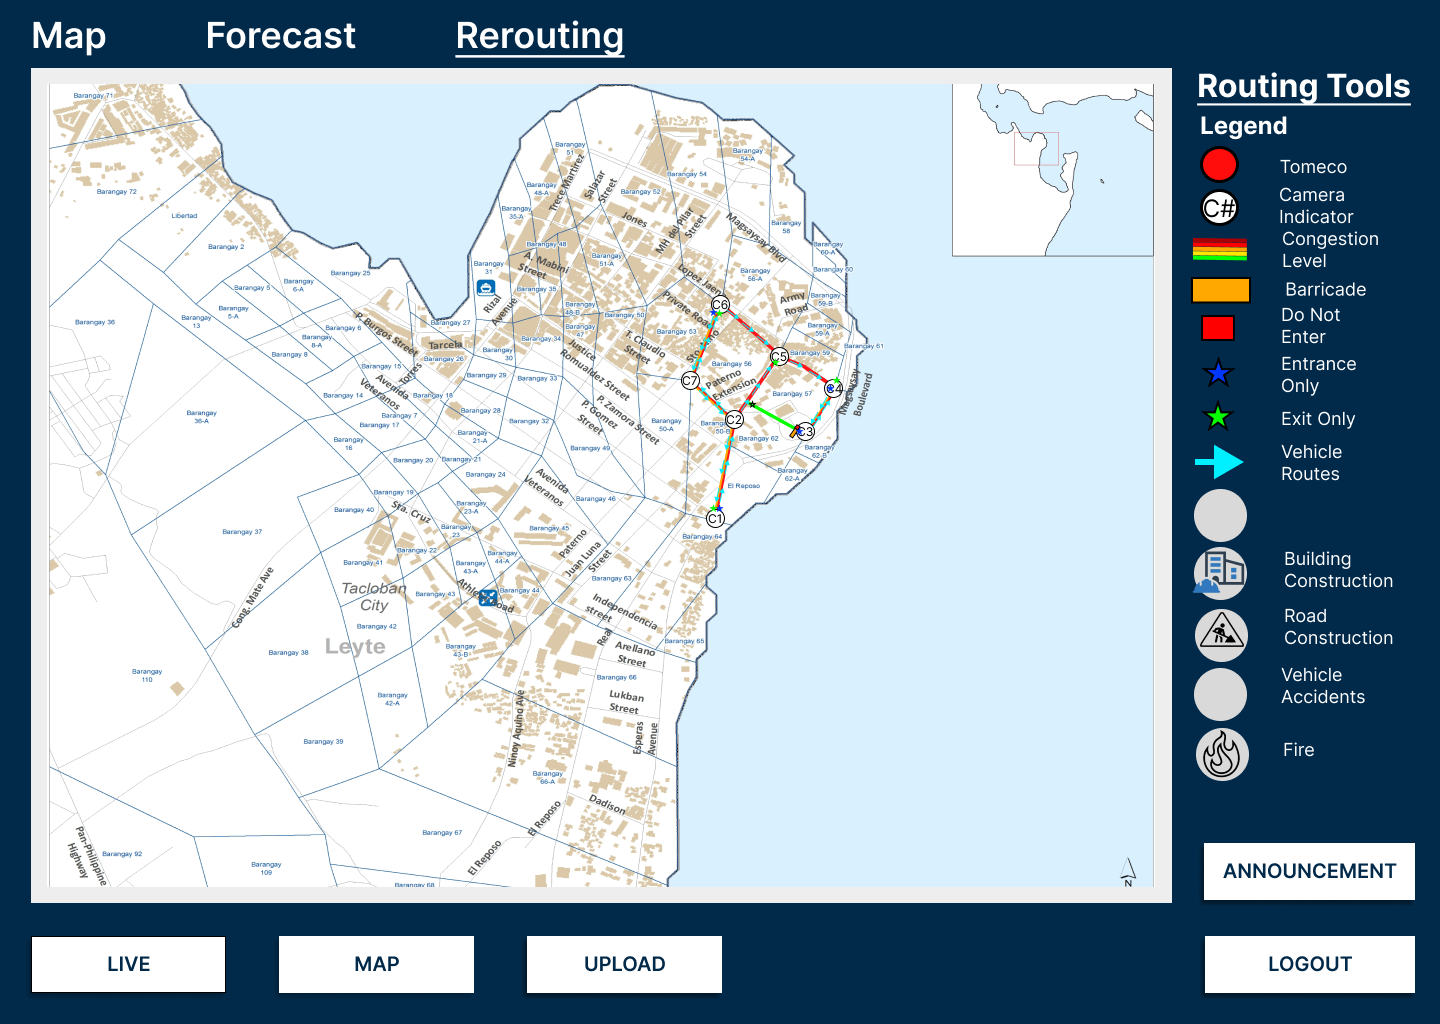 Map
Forecast
Rerouting
Routing Tools
Legend
Tomeco
C#
Camera
Indicator
Congestion
Level
Barricade
Do Not
Enter
Entrance
Only
Exit Only
Vehicle
Routes
Building
Construction
Road
Construction
Vehicle
Accidents
Fire
ANNOUNCEMENT
LIVE
MAP
UPLOAD
LOGOUT
Barangay 71
Barangay 72
Libertad
Barangay 2
Barangay 25
Barangay 5
Barangay
6-A
Barangay
5-A
Barangay
13
Barangay 6
Barangay
8-A
Barangay 8
Barangay 36
P. Burgos Street
Barangay 27
Tarcela
Barangay 26
Barangay 15
Torres
Avenida
Veteranos
Barangay 14
Barangay 18
Barangay 7
Barangay 17
Barangay
36-A
Barangay
16
Barangay 20
Barangay 21
Barangay
21-A
Barangay 28
Barangay 29
Barangay
30
Barangay 33
Barangay 32
Barangay 34
Barangay
51
Trece Martirez
Salazar
Street
Barangay
48-A
Barangay
35-A
Barangay 52
Barangay 54
Barangay
54-A
Jones
MH del Pilar
Street
Magsaysay Blvd
Barangay
58
Barangay
60-A
Barangay 60
Barangay 48
A. Mabini
Street
Barangay
51-A
Barangay
31
Rizal
Avenue
Barangay 35
Barangay
48-B
Barangay
47
Barangay 50
Lopez Jaena
Private Road
Barangay
56-A
Army
Road
Barangay
59-B
Barangay
59-A
Barangay 59
Barangay 61
Barangay 53
T. Claudio
Street
Justice
Romualdez Street
Barangay 56
Paterno
Extension
Barangay 57
Magsaysay
Boulevard
C6
C5
C7
C4
C2
C3
C1
P. Zamora Street
P. Gomez
Street
Barangay
50-A
Barangay
50-B
Barangay 62
Barangay
62-B
Barangay
62-A
El Reposo
Barangay 49
Barangay 24
Avenida
Veteranos
Barangay 46
Barangay 19
Barangay 40
Sta. Cruz
Barangay
23-A
Barangay
23
Barangay 45
Barangay 64
Barangay 37
Barangay 22
Barangay 41
Barangay
44-A
Barangay
43-A
Paterno
Juan Luna
Street
Barangay 63
Cong. Mate Ave
Tacloban
City
Barangay 43
Barangay 44
Independencia
street
Barangay 42
Leyte
Barangay 38
Barangay
43-B
Real
Arellano
Street
Barangay 65
Barangay
110
Barangay 66
Barangay
42-A
Lukban
Street
Ninoy Aquino Ave
Esperas
Avenue
Barangay 39
Barangay
66-A
Dadison
El Reposo
El Reposo
Barangay 67
Pan-Philippine
Highway
Barangay 92
Barangay
109
Barangay 68
N